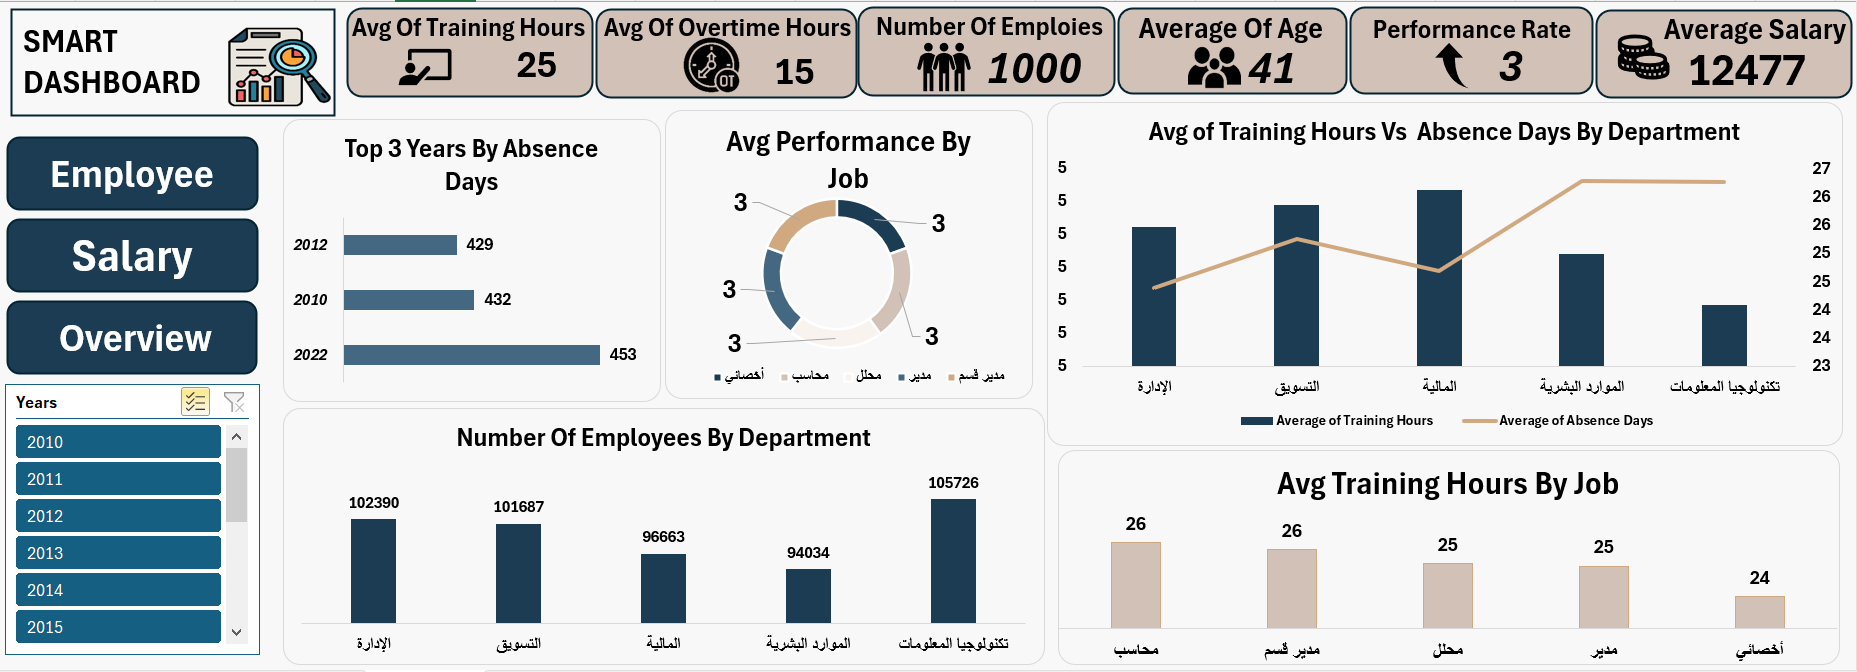 SMART
DASHBOARD
Avg Of Training Hours
25
Avg Of Overtime Hours
OT
15
Number Of Emploies
1000
Average Of Age
41
Performance Rate
3
Average Salary
12477
Employee
Salary
Overview
Years
2010
2011
2012
2013
2014
2015
Top 3 Years By Absence
Days
2012
429
2010
432
2022
453
Avg Performance By
Job
3
3
3
3
3
أخصائي
محاسب
محلل
مدير
مدير قسم
Avg of Training Hours Vs Absence Days By Department
5
5
5
5
5
5
5
27
26
26
25
25
24
24
23
الإدارة
التسويق
المالية
الموارد البشرية
تكنولوجيا المعلومات
Average of Training Hours
Average of Absence Days
Number Of Employees By Department
102390
101687
96663
94034
105726
الإدارة
التسويق
المالية
الموارد البشرية
تكنولوجيا المعلومات
Avg Training Hours By Job
26
26
25
25
24
محاسب
مدير قسم
محلل
مدير
أخصائي